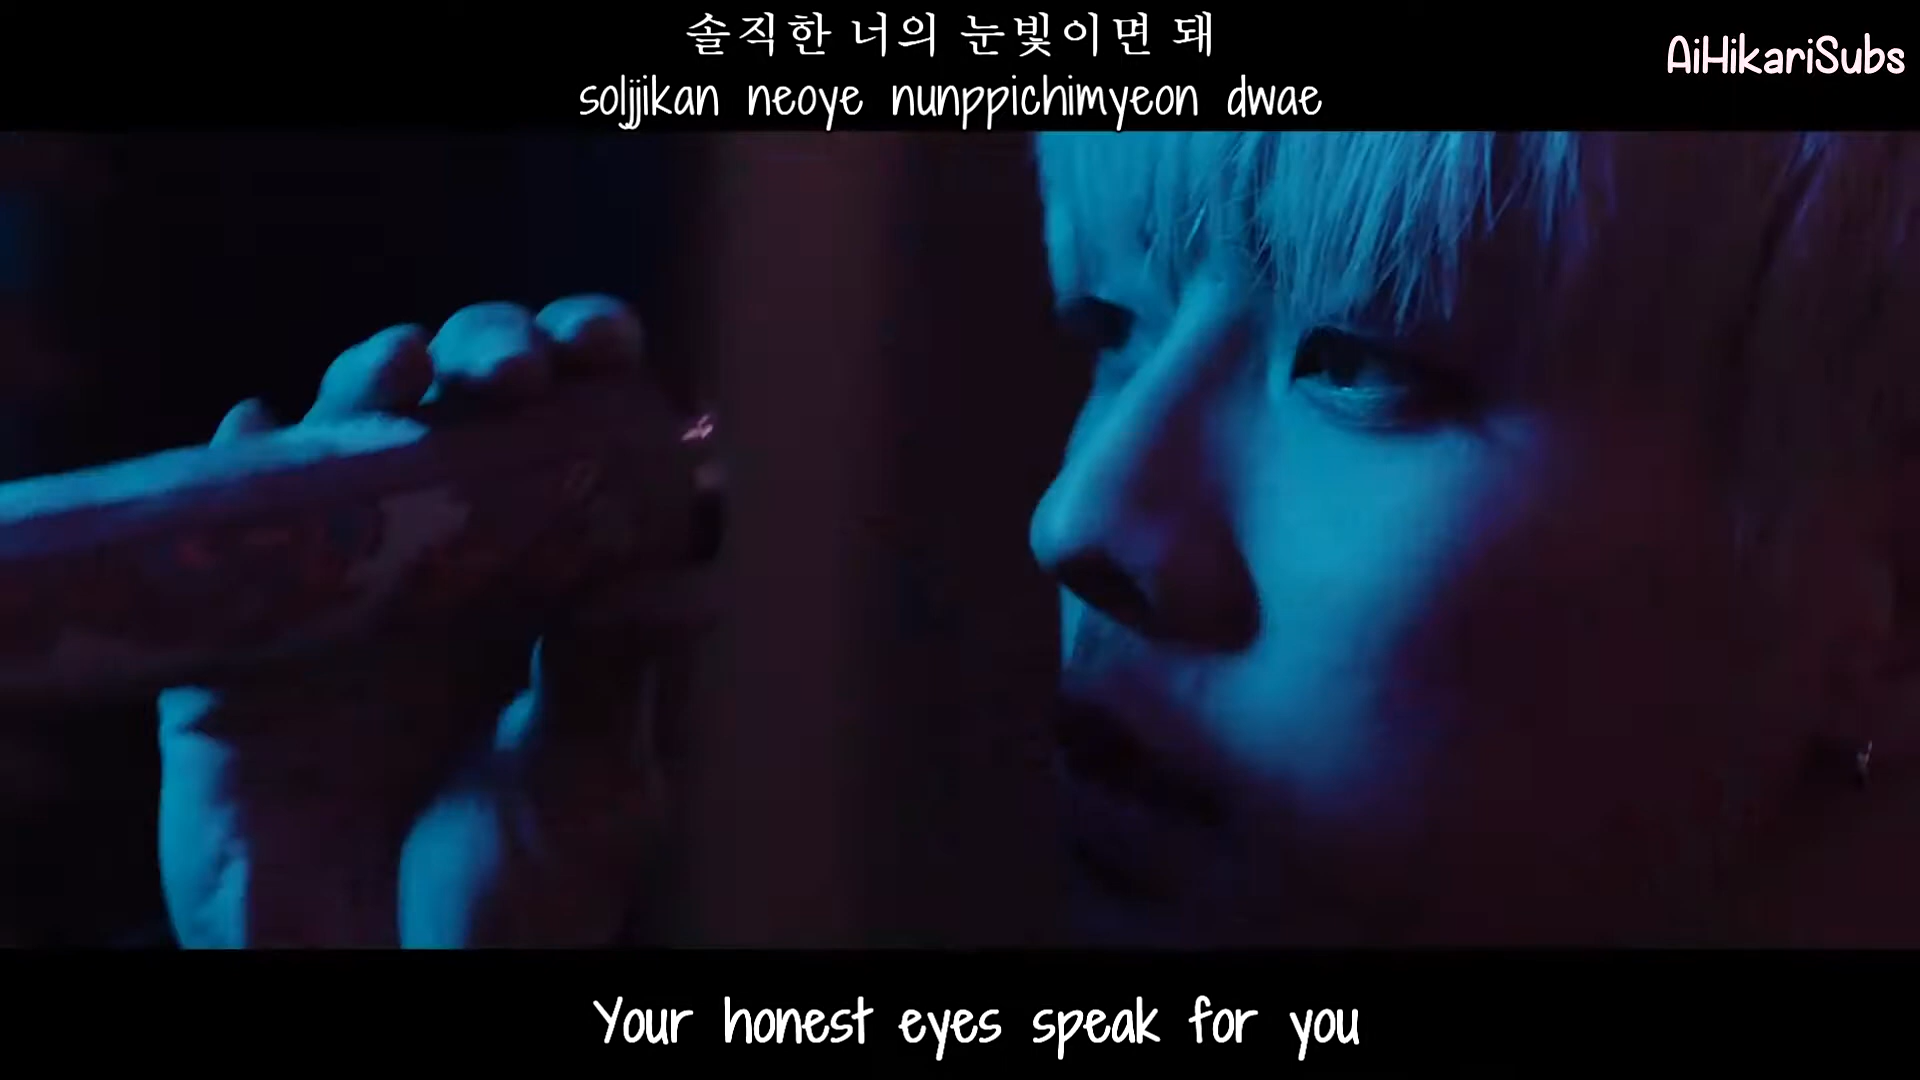 솔직한 너의 눈빛이면 돼
soljjikan neoye nunppichimyeon dwae
AiHikariSubs
Your honest eyes speak for you